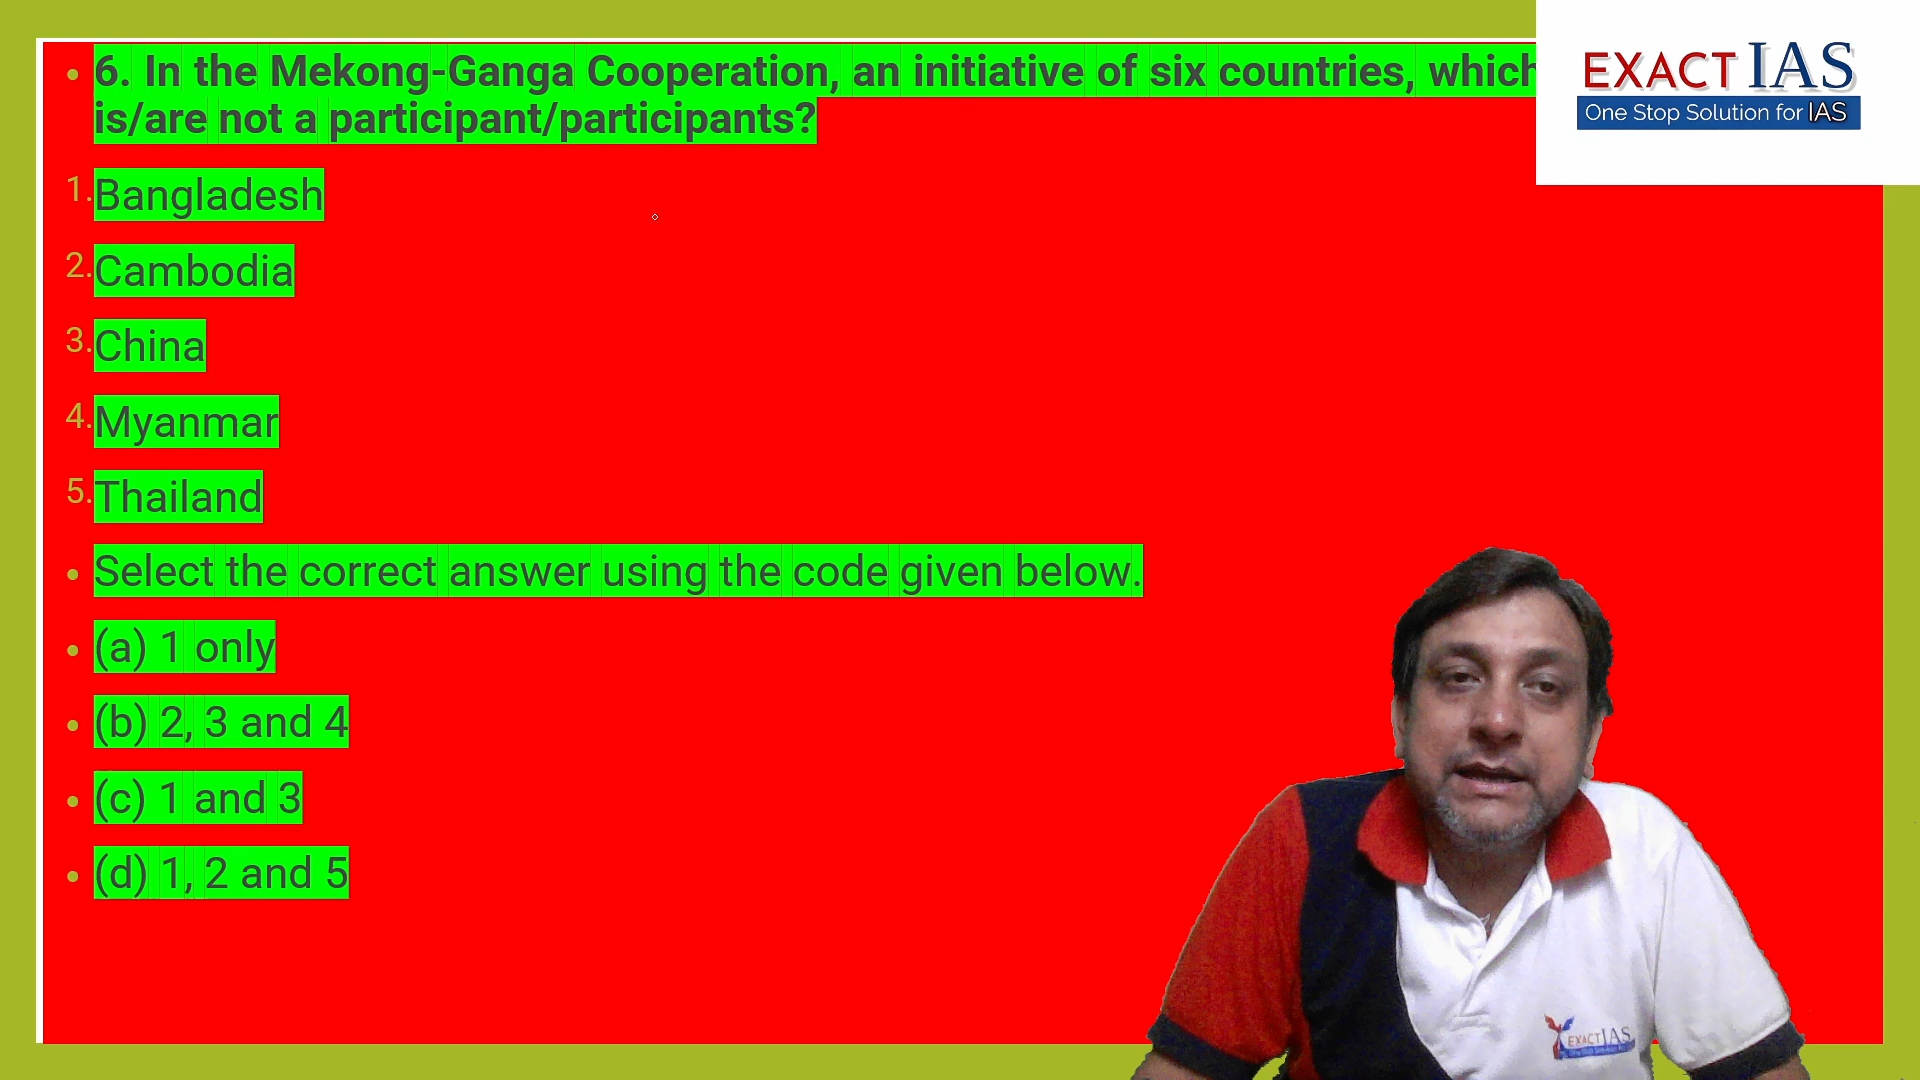 6. In the Mekong-Ganga Cooperation, an initiative of six countries, which
is/are not a participant/participants?
1. Bangladesh
2. Cambodia
3. China
4. Myanmar
5. Thailand
Select the correct answer using the code given below.
(a) 1 only
(b) 2, 3 and 4
(c) 1 and 3
(d) 1, 2 and 5
EXACT IAS
One Stop Solution for IAS
EXACT IAS